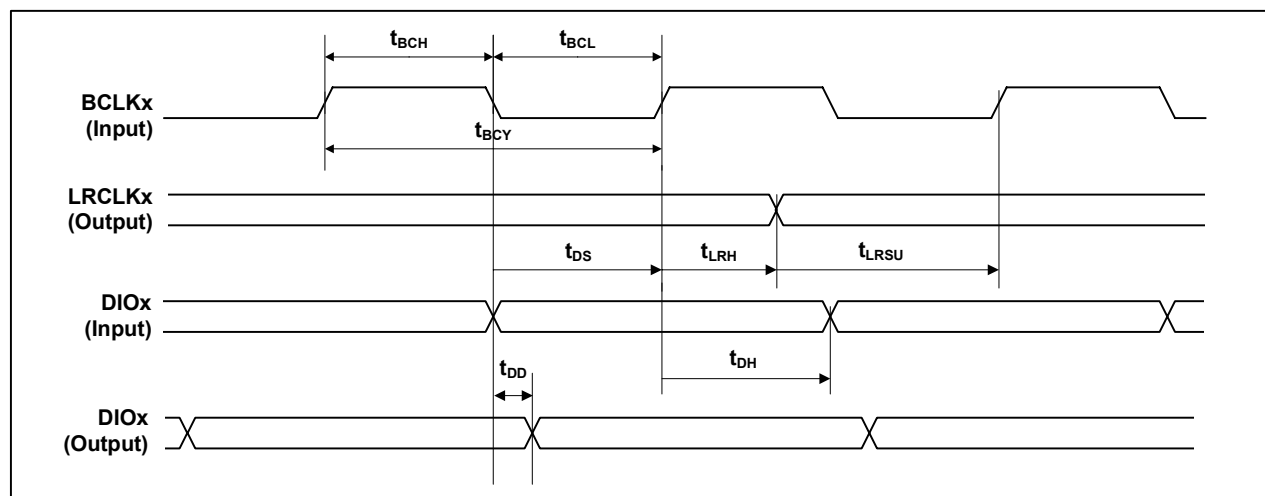 tBCH
tBCL
BCLKx
(Input)
tBCY
LRCLKx
(Output)
tDS
tLRH
tLRSU
DIOx
(Input)
tDH
tDD
DIOx
(Output)